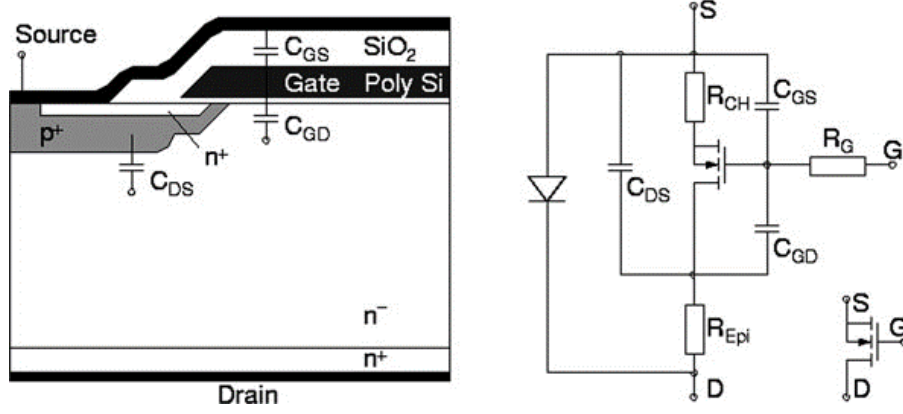 Source
C_GS SiO₂
Gate Poly Si
p⁺
n⁺
C_GD
C_DS
n⁻
n⁺
Drain
S
R_CH
C_GS
R_G
G
C_DS
C_GD
R_Epi
D
S
G
D